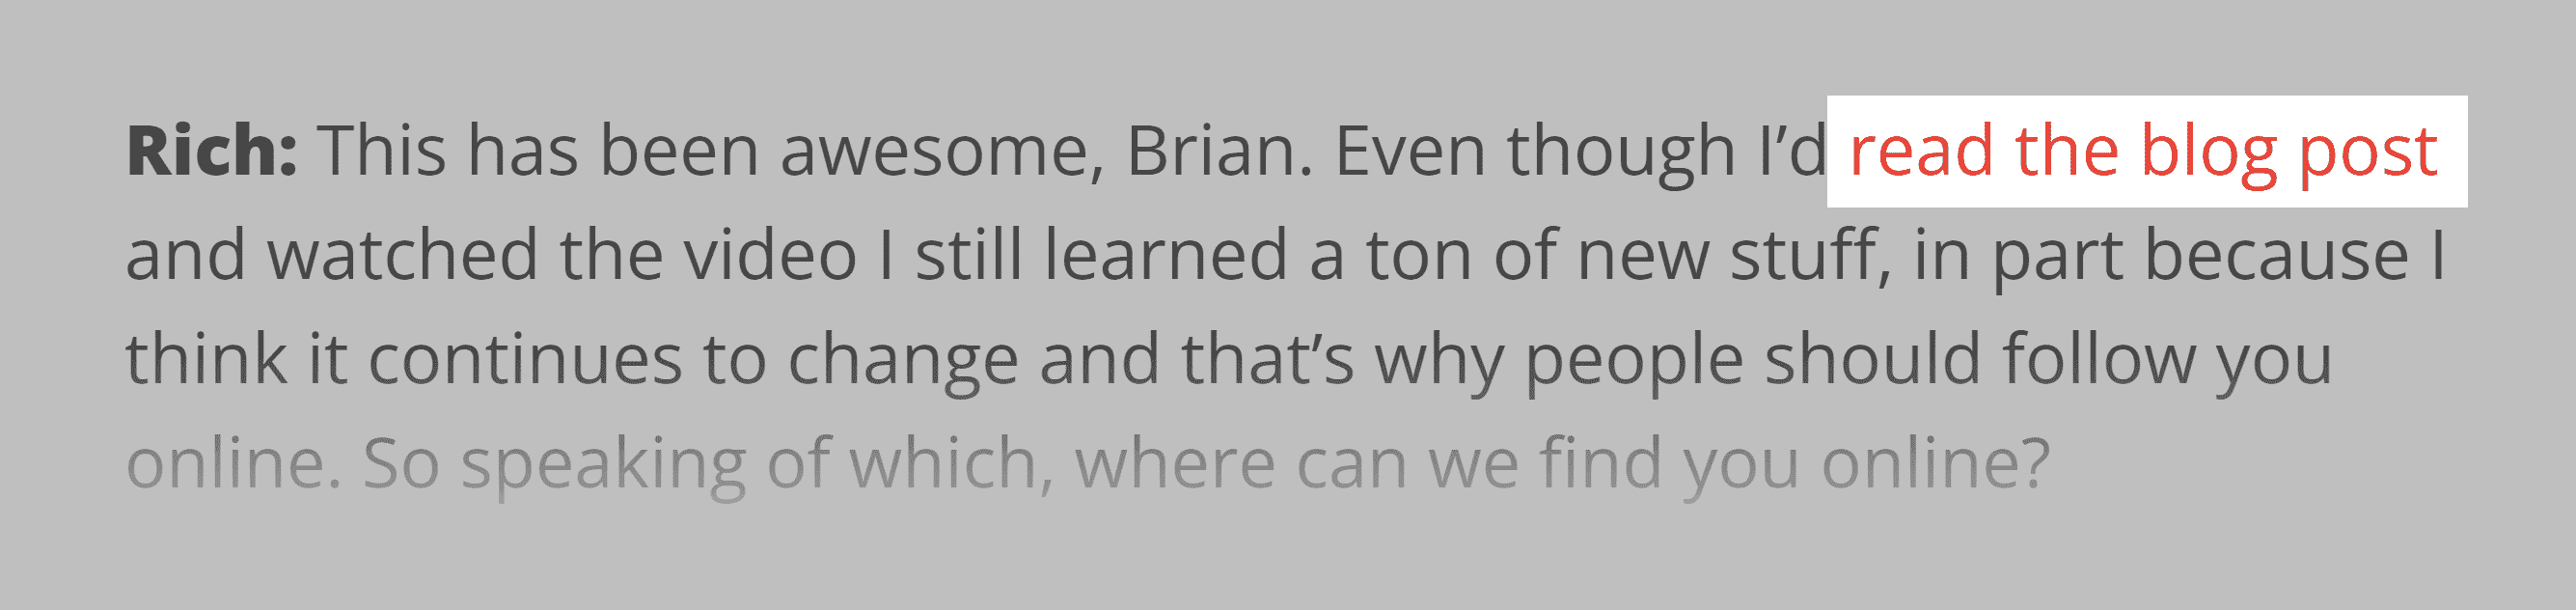 Rich: This has been awesome, Brian. Even though I’d read the blog post
and watched the video I still learned a ton of new stuff, in part because I
think it continues to change and that’s why people should follow you
online. So speaking of which, where can we find you online?